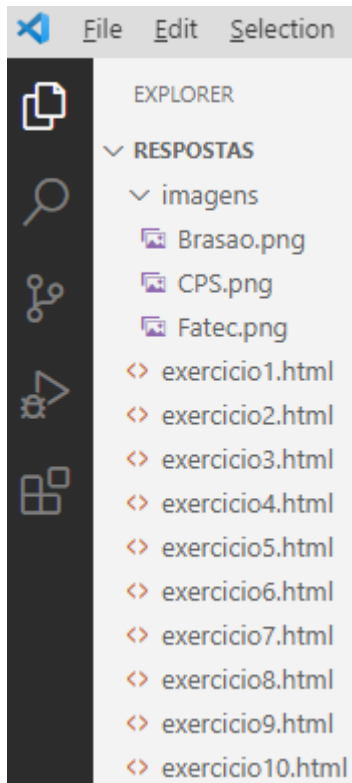 File Edit Selection
EXPLORER
RESPOSTAS
imagens
Brasao.png
CPS.png
Fatec.png
exercicio1.html
exercicio2.html
exercicio3.html
exercicio4.html
exercicio5.html
exercicio6.html
exercicio7.html
exercicio8.html
exercicio9.html
exercicio10.html